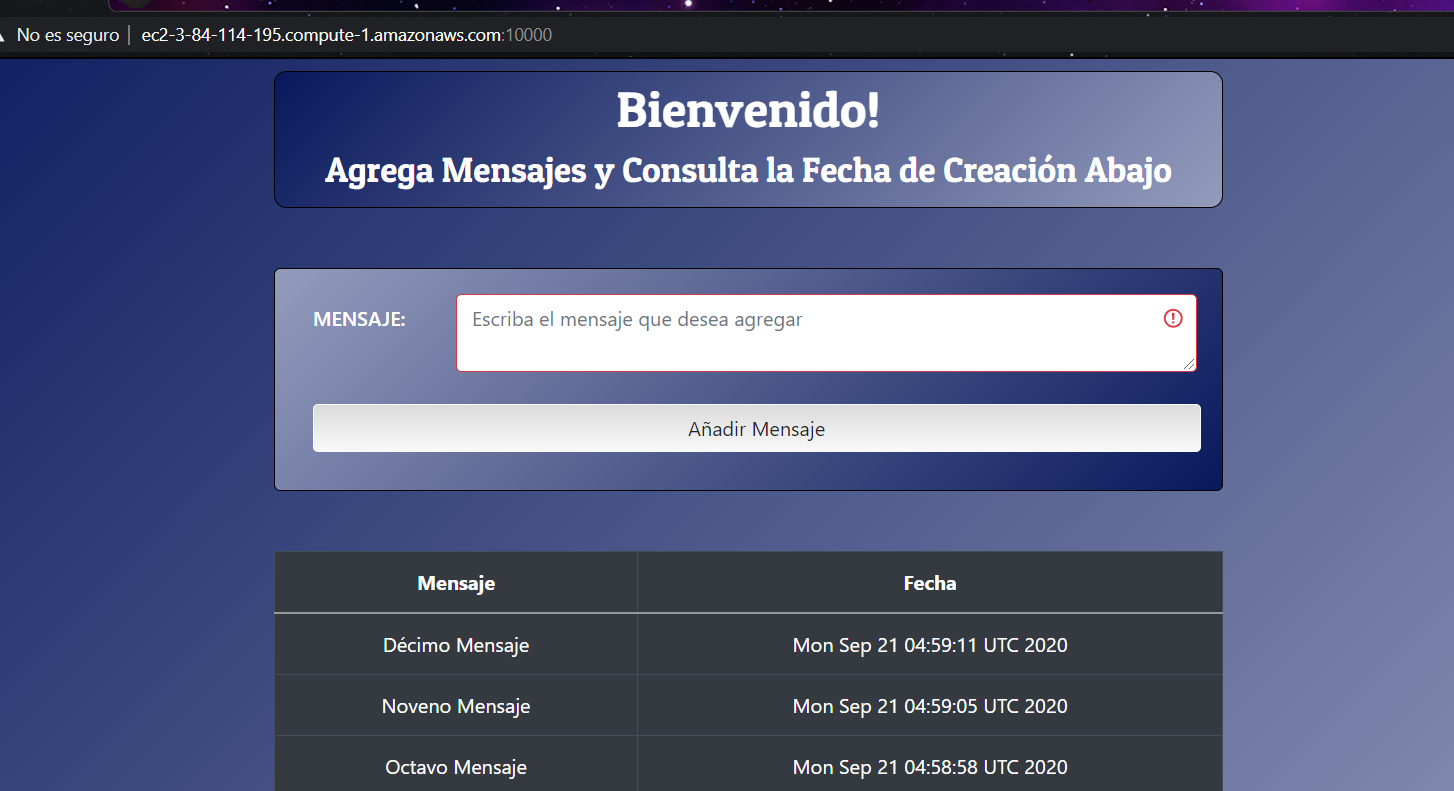 No es seguro | ec2-3-84-114-195.compute-1.amazonaws.com:10000
Bienvenido!
Agrega Mensajes y Consulta la Fecha de Creación Abajo
MENSAJE: Escriba el mensaje que desea agregar
Añadir Mensaje
Mensaje Fecha
Décimo Mensaje Mon Sep 21 04:59:11 UTC 2020
Noveno Mensaje Mon Sep 21 04:59:05 UTC 2020
Octavo Mensaje Mon Sep 21 04:58:58 UTC 2020